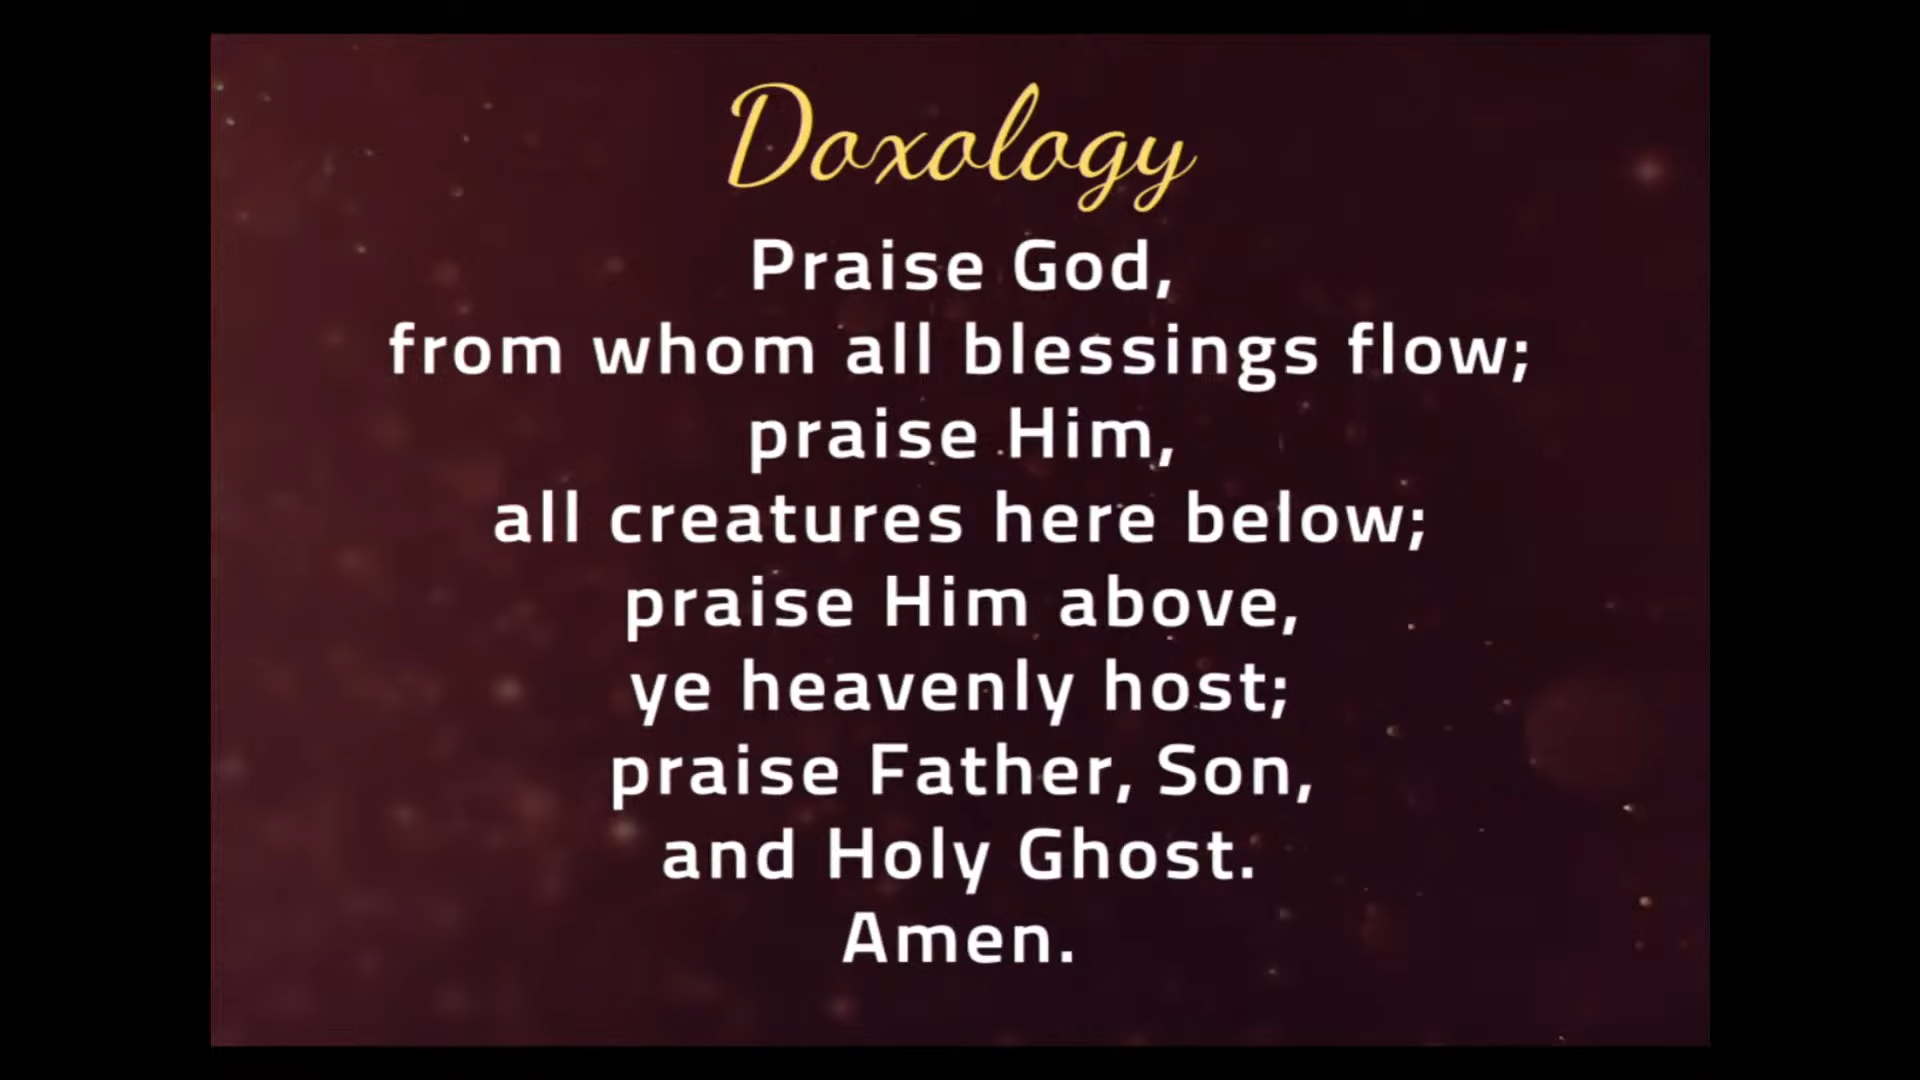 Doxology
Praise God,
from whom all blessings flow;
praise Him,
all creatures here below;
praise Him above,
ye heavenly host;
praise Father, Son,
and Holy Ghost.
Amen.